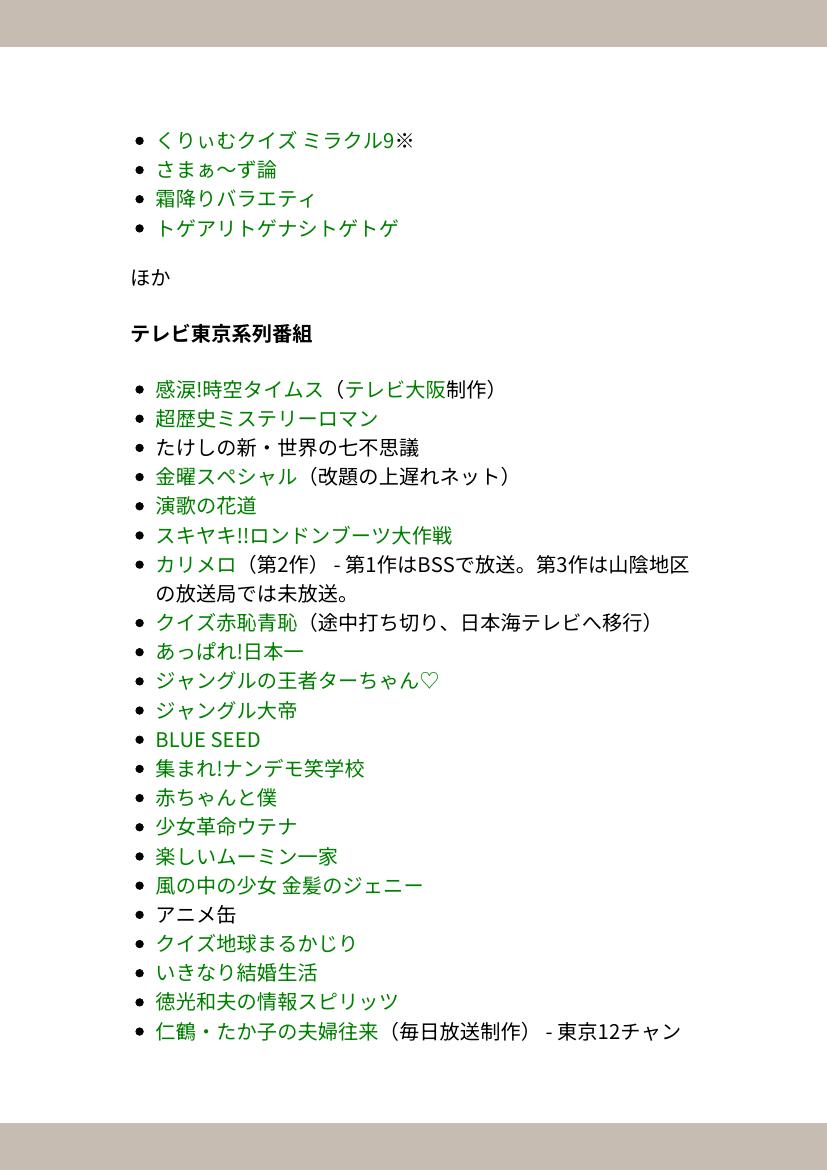 くりぃむクイズ ミラクル9※
さまぁ〜ず論
霜降りバラエティ
トゲアリトゲナシトゲトゲ
ほか
テレビ東京系列番組
感涙!時空タイムス（テレビ大阪制作）
超歴史ミステリーロマン
たけしの新・世界の七不思議
金曜スペシャル（改題の上遅れネット）
演歌の花道
スキヤキ!!ロンドンブーツ大作戦
カリメロ（第2作） - 第1作はBSSで放送。第3作は山陰地区
の放送局では未放送。
クイズ赤恥青恥（途中打ち切り、日本海テレビへ移行）
あっぱれ!日本一
ジャングルの王者ターちゃん♡
ジャングル大帝
BLUE SEED
集まれ!ナンデモ笑学校
赤ちゃんと僕
少女革命ウテナ
楽しいムーミン一家
風の中の少女 金髪のジェニー
アニメ缶
クイズ地球まるかじり
いきなり結婚生活
徳光和夫の情報スピリッツ
仁鶴・たか子の夫婦往来（毎日放送制作） - 東京12チャン